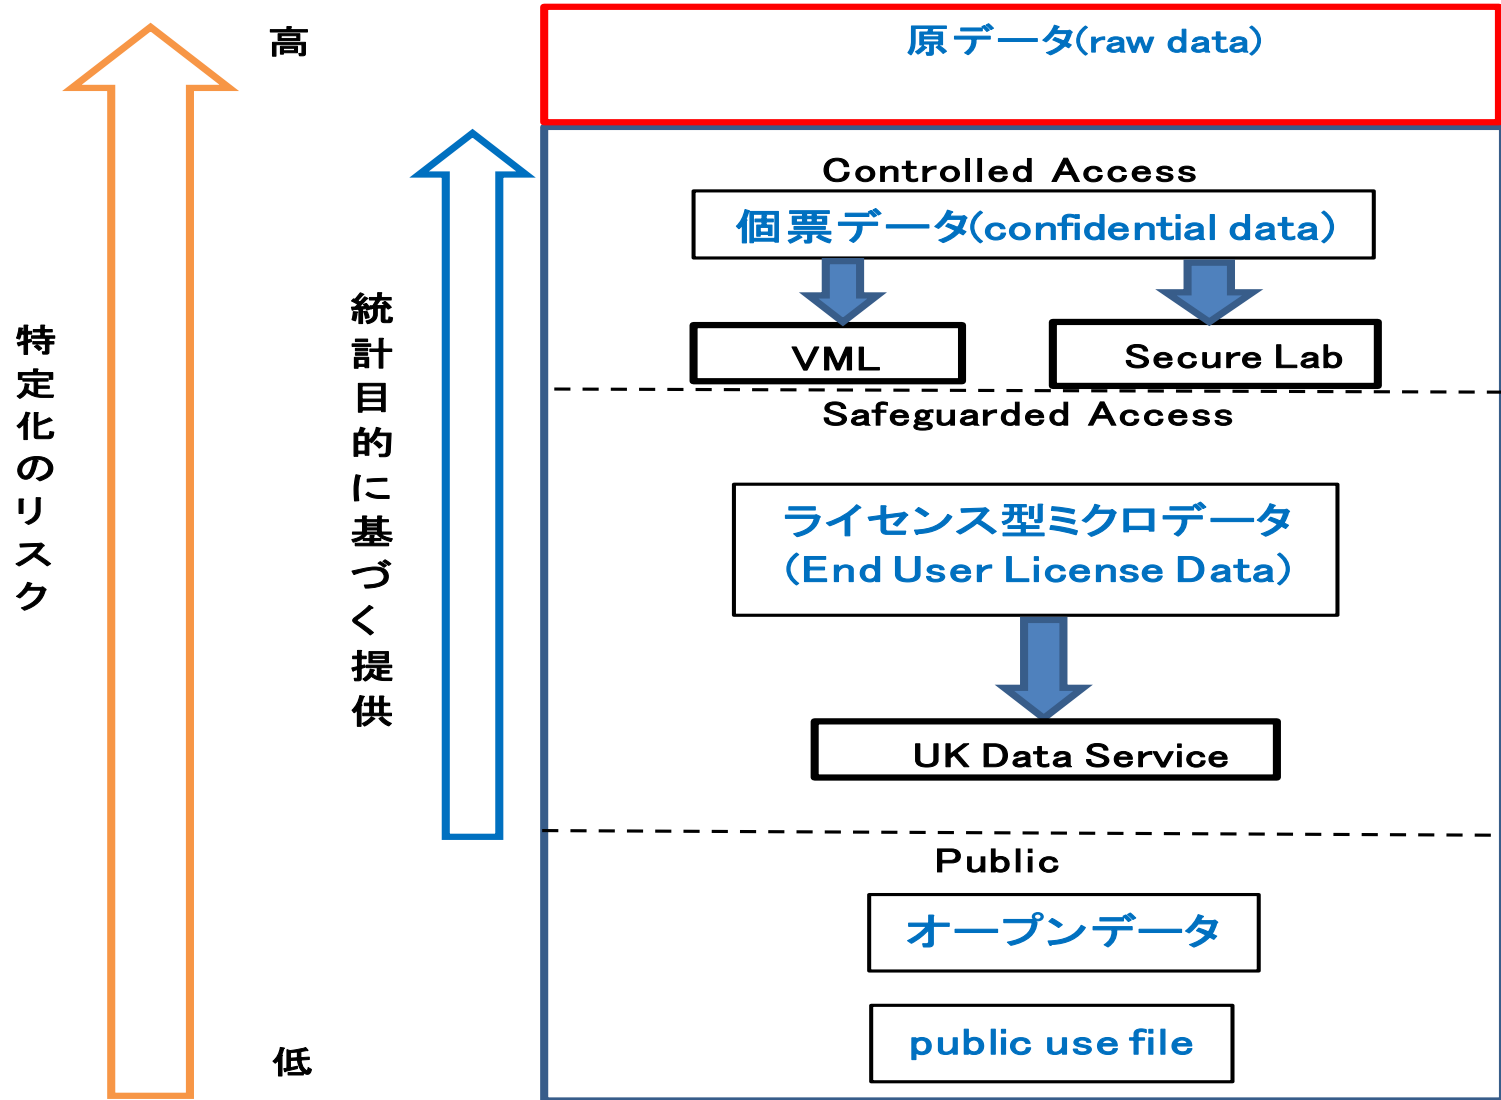 高
原データ(raw data)
Controlled Access
個票データ(confidential data)
VML
Secure Lab
特定化のリスク
統計目的に基づく提供
Safeguarded Access
ライセンス型ミクロデータ
(End User License Data)
UK Data Service
Public
オープンデータ
public use file
低